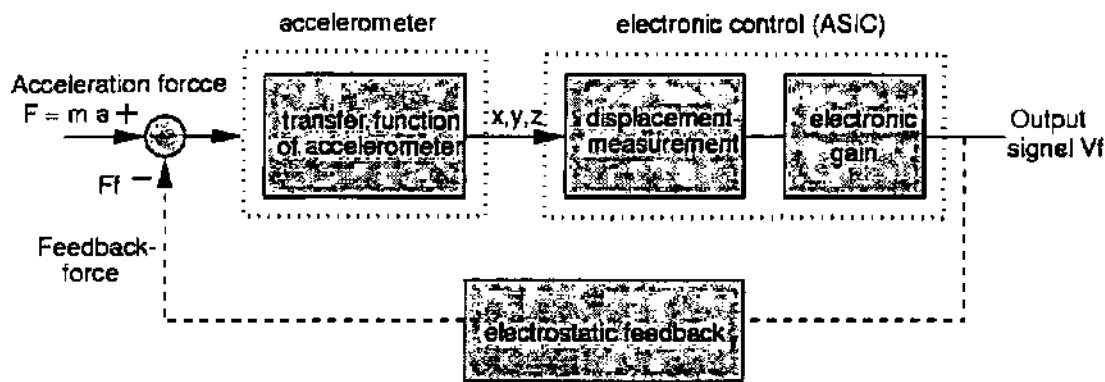 accelerometer
electronic control (ASIC)
Acceleration forcce
F = m a +
transfer function
of accelerometer
x,y,z
displacement
measurement
electronic
gain
Output
signel Vf
Ff −
Feedback-
force
electrostatic feedback